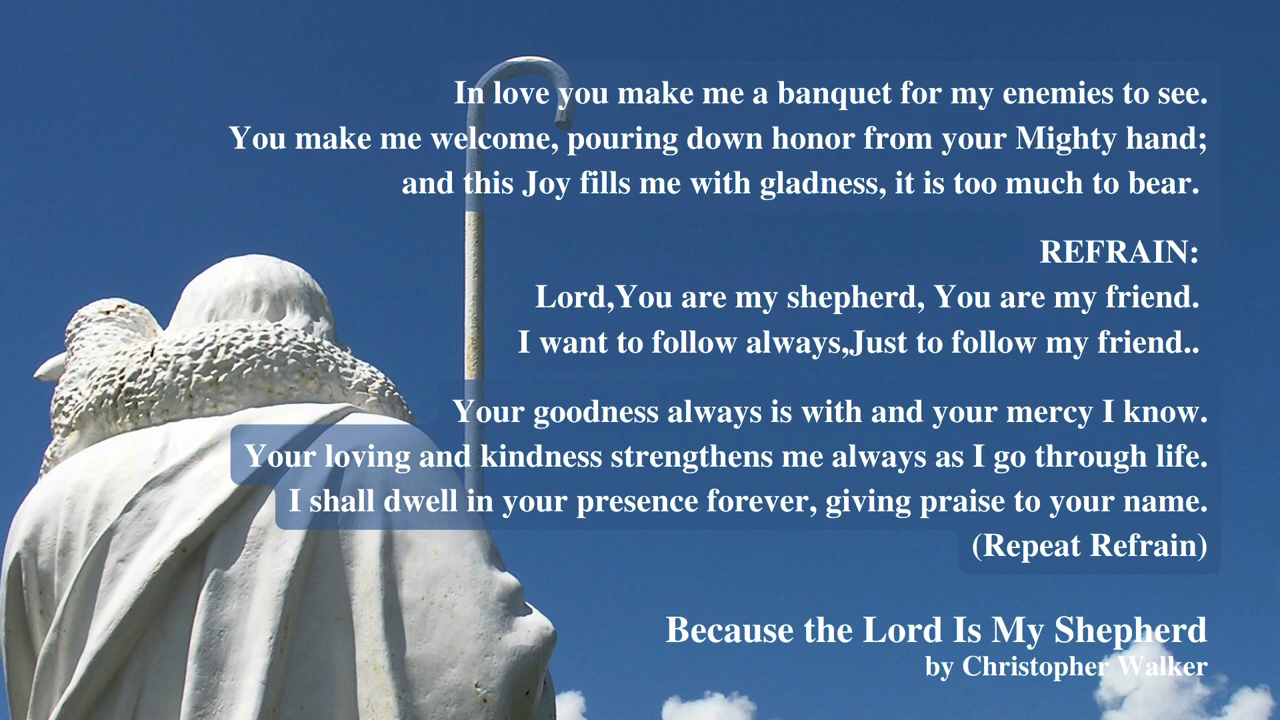 In love you make me a banquet for my enemies to see.
You make me welcome, pouring down honor from your Mighty hand;
and this Joy fills me with gladness, it is too much to bear.
REFRAIN:
Lord,You are my shepherd, You are my friend.
I want to follow always,Just to follow my friend..
Your goodness always is with and your mercy I know.
Your loving and kindness strengthens me always as I go through life.
I shall dwell in your presence forever, giving praise to your name.
(Repeat Refrain)
Because the Lord Is My Shepherd
by Christopher Walker